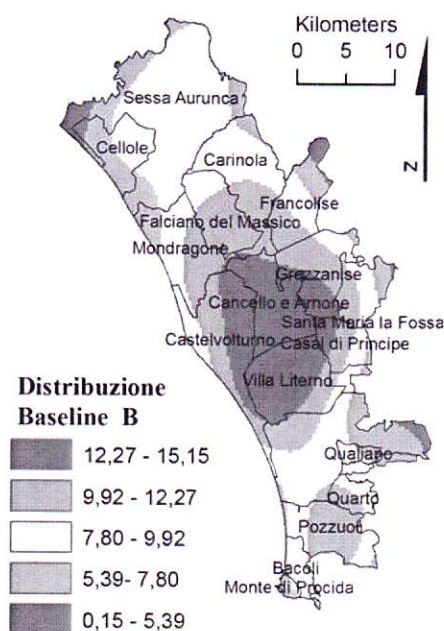 Kilometers
0 5 10
Z
Sessa Aurunca
Cellole
Carinola
Francolise
Falciano del Massico
Mondragone
Grazzanise
Cancello e Arnone
Santa Maria la Fossa
Castelvolturno
Casal di Principe
Villa Literno
Distribuzione
Baseline B
12,27 - 15,15
9,92 - 12,27
7,80 - 9,92
5,39- 7,80
0,15 - 5,39
Qualiano
Quarto
Pozzuoli
Bacoli
Monte di Procida